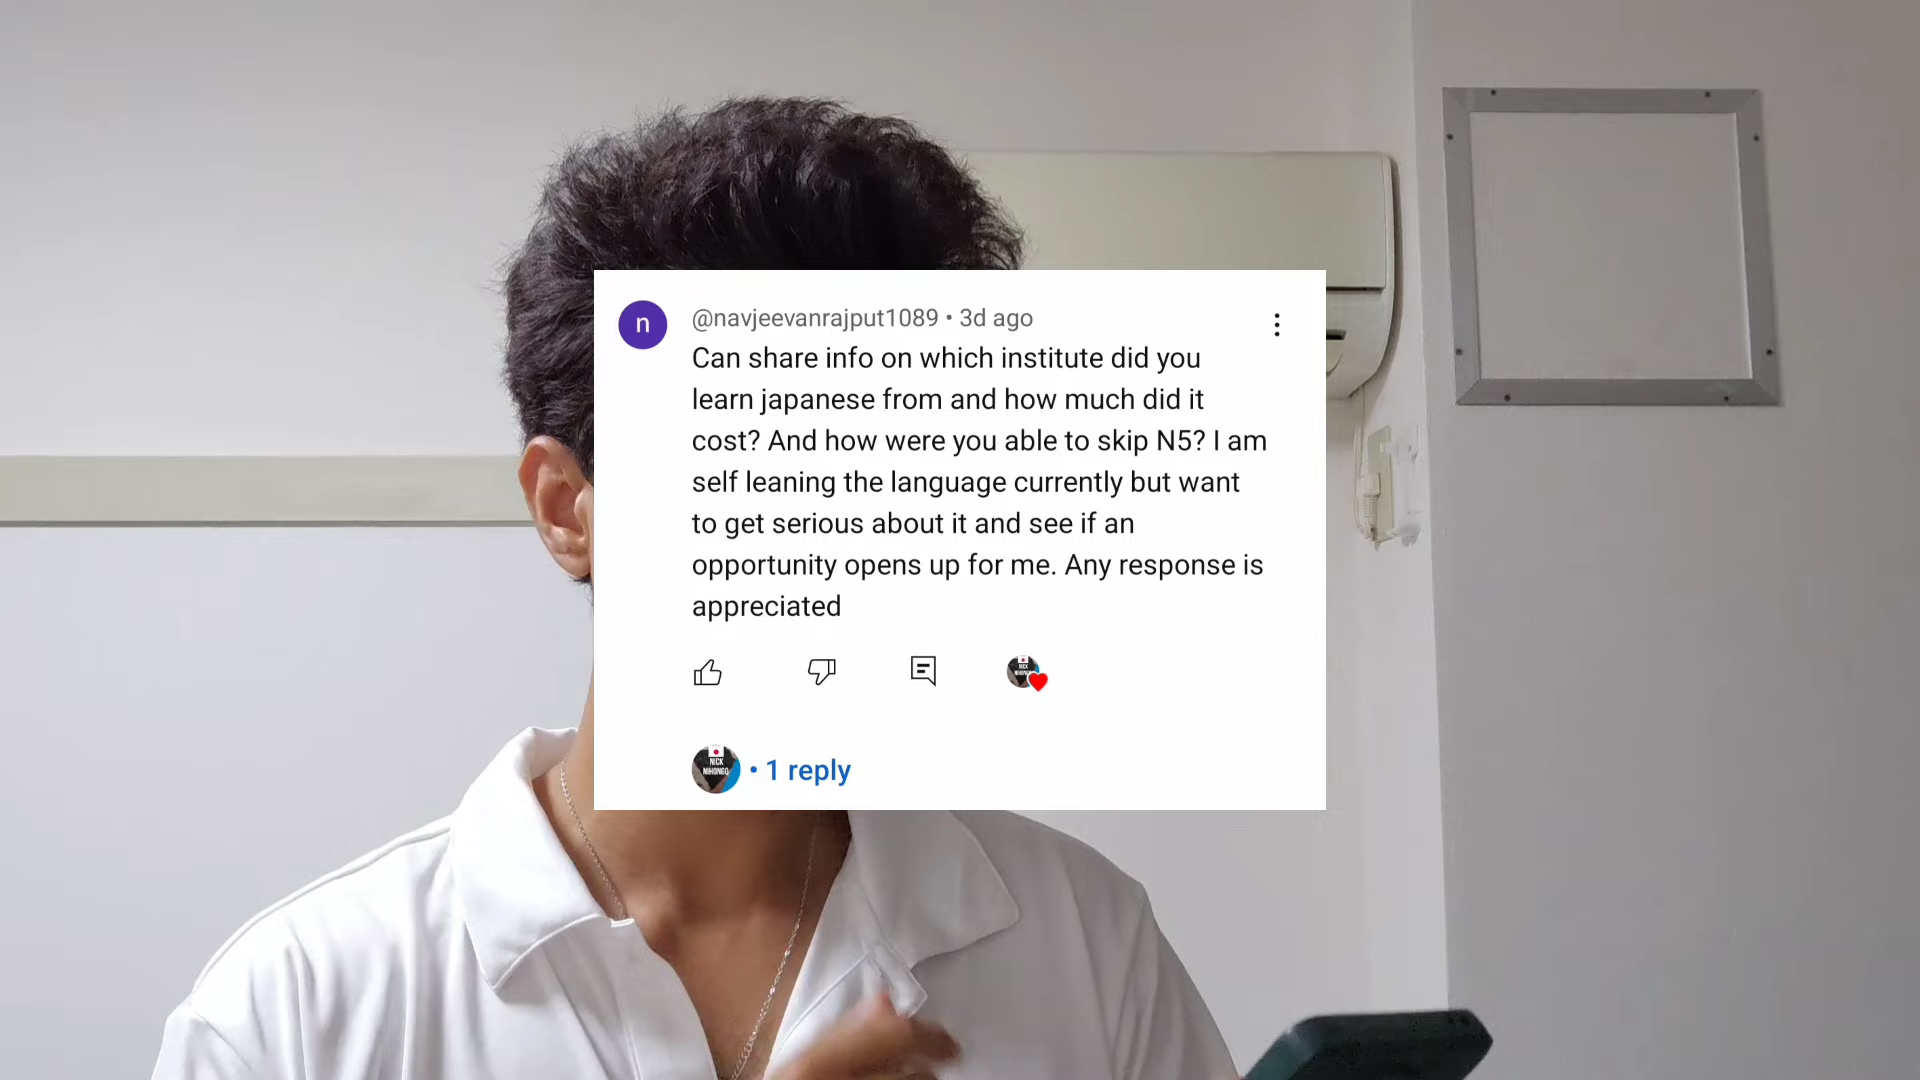 n
@navjeevanrajput1089 • 3d ago
Can share info on which institute did you
learn japanese from and how much did it
cost? And how were you able to skip N5? I am
self leaning the language currently but want
to get serious about it and see if an
opportunity opens up for me. Any response is
appreciated
NICK
NIHONGO
• 1 reply